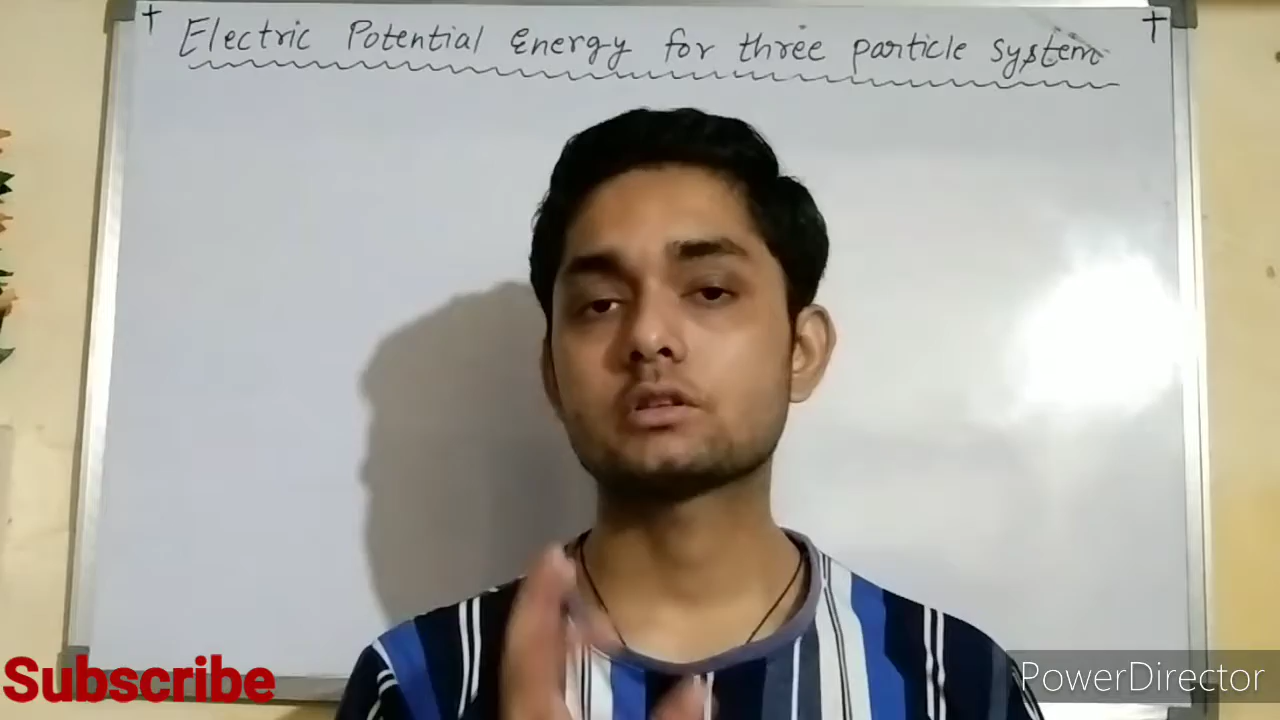 † Electric Potential Energy for three particle system †
Subscribe
PowerDirector